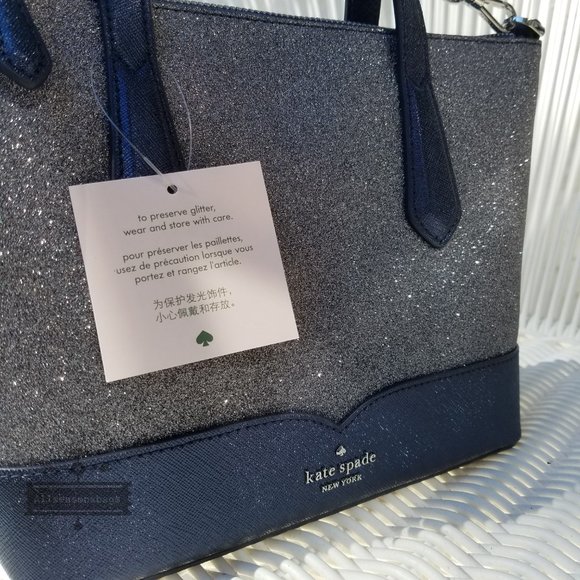 to preserve glitter,
wear and store with care.
pour préserver les paillettes,
usez de précaution lorsque vous
portez et rangez l'article.
为保护发光饰件，
小心佩戴和存放。
kate spade
NEW YORK